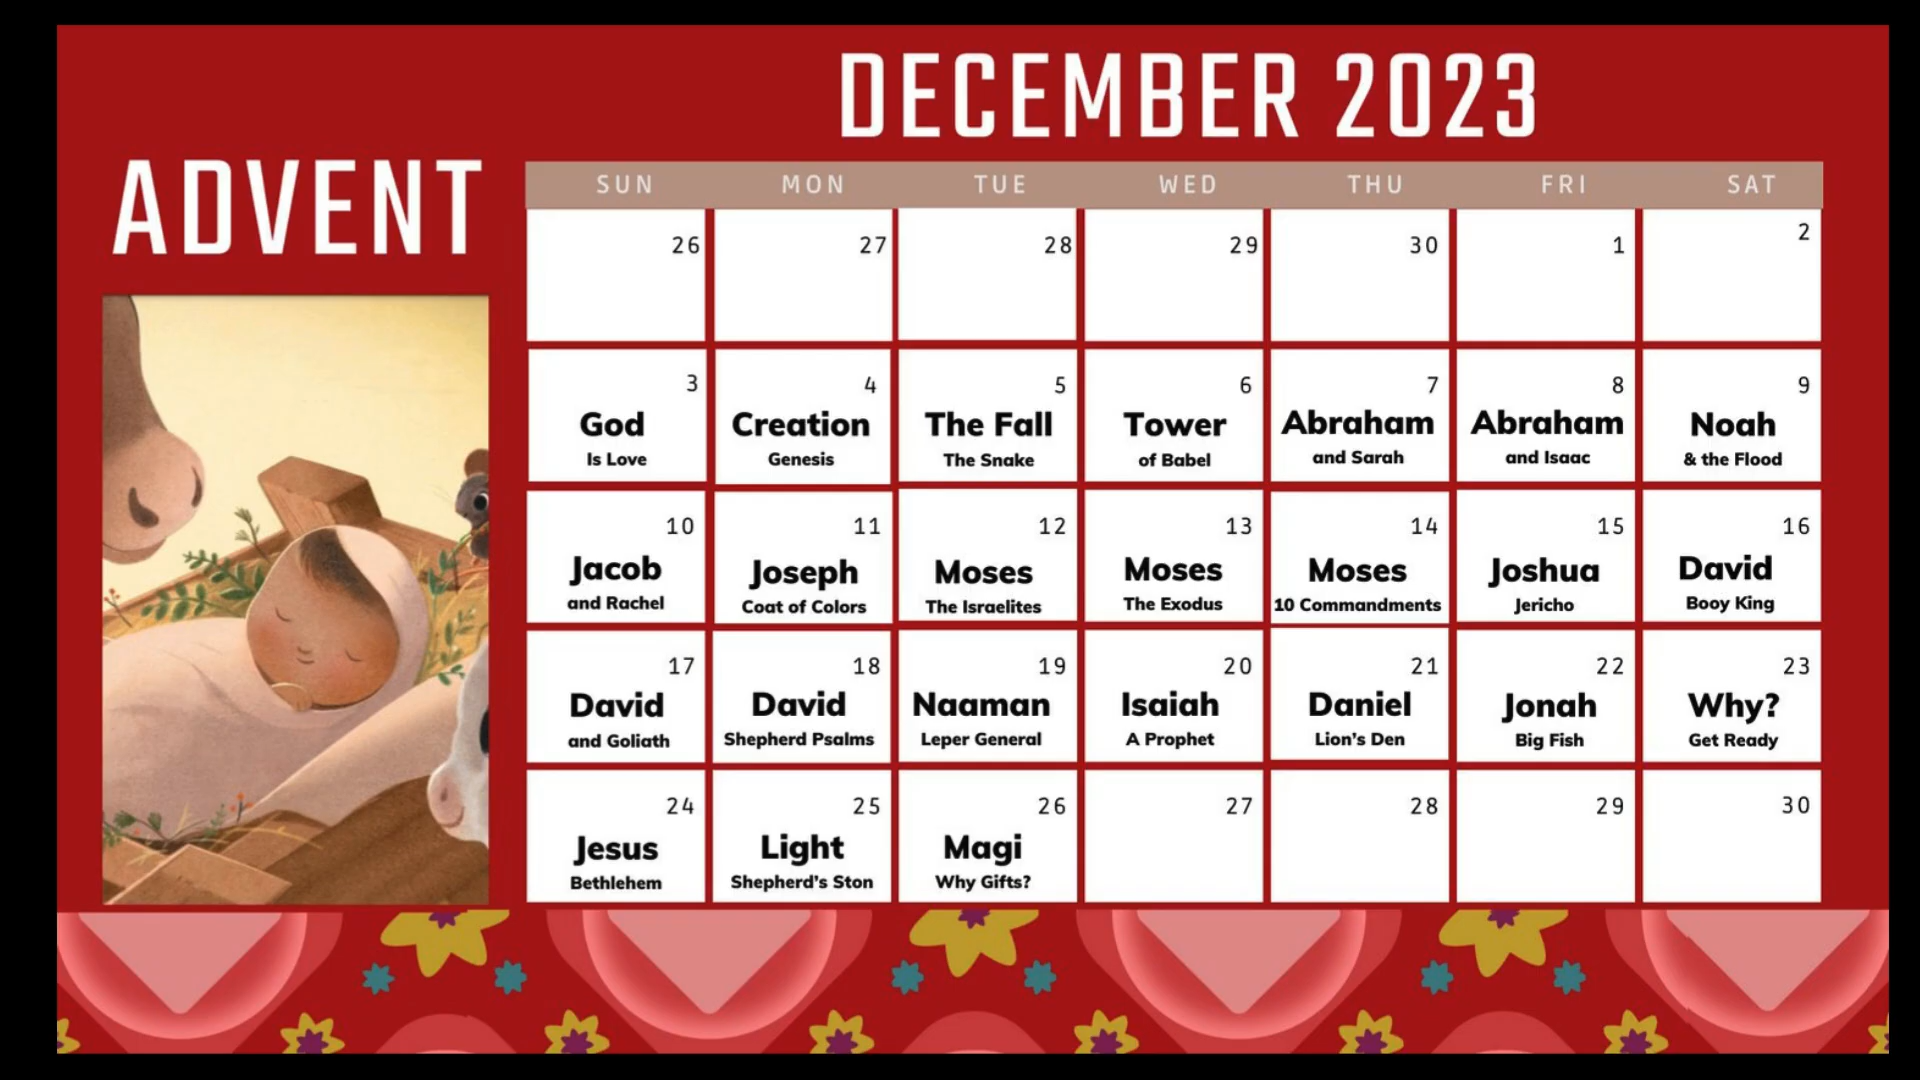 DECEMBER 2023
ADVENT
SUN MON TUE WED THU FRI SAT
26 27 28 29 30 1 2
3 4 5 6 7 8 9
God Creation The Fall Tower Abraham Abraham Noah
Is Love Genesis The Snake of Babel and Sarah and Isaac & the Flood
10 11 12 13 14 15 16
Jacob Joseph Moses Moses Moses Joshua David
and Rachel Coat of Colors The Israelites The Exodus 10 Commandments Jericho Booy King
17 18 19 20 21 22 23
David David Naaman Isaiah Daniel Jonah Why?
and Goliath Shepherd Psalms Leper General A Prophet Lion's Den Big Fish Get Ready
24 25 26 27 28 29 30
Jesus Light Magi
Bethlehem Shepherd's Ston Why Gifts?